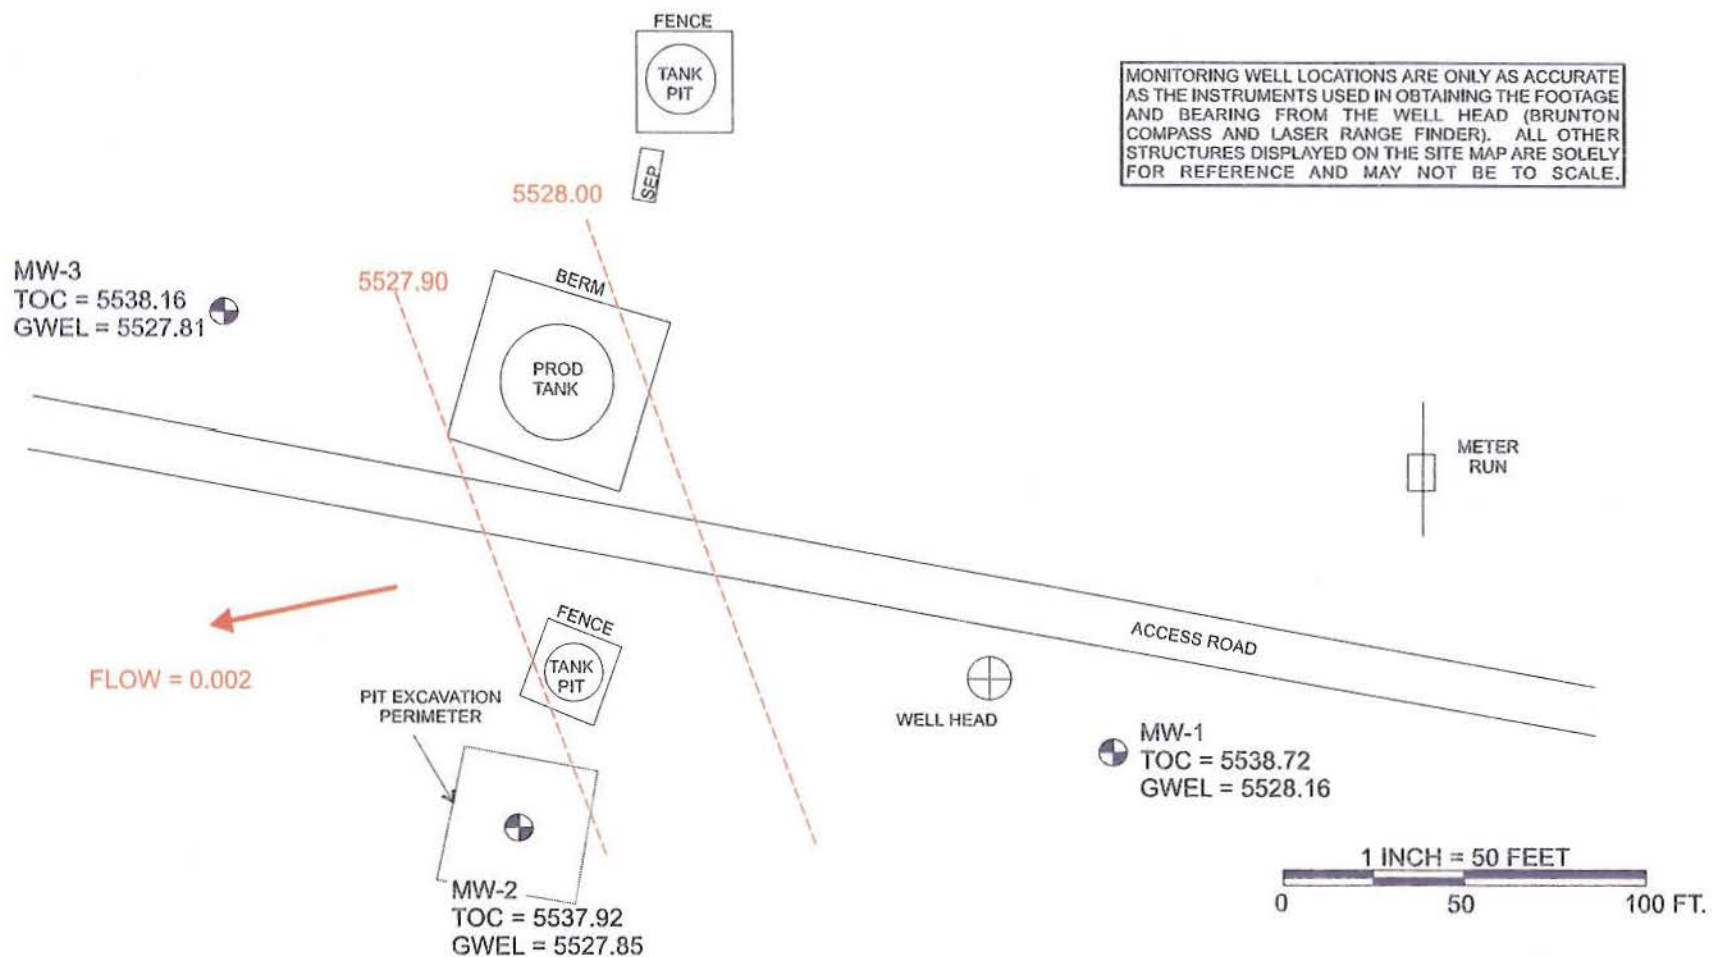 FENCE
TANK
PIT
SEP
MONITORING WELL LOCATIONS ARE ONLY AS ACCURATE
AS THE INSTRUMENTS USED IN OBTAINING THE FOOTAGE
AND BEARING FROM THE WELL HEAD (BRUNTON
COMPASS AND LASER RANGE FINDER). ALL OTHER
STRUCTURES DISPLAYED ON THE SITE MAP ARE SOLELY
FOR REFERENCE AND MAY NOT BE TO SCALE.
5528.00
5527.90
BERM
MW-3
TOC = 5538.16
GWEL = 5527.81
PROD
TANK
METER
RUN
ACCESS ROAD
FENCE
TANK
PIT
FLOW = 0.002
PIT EXCAVATION
PERIMETER
WELL HEAD
MW-1
TOC = 5538.72
GWEL = 5528.16
MW-2
TOC = 5537.92
GWEL = 5527.85
1 INCH = 50 FEET
0 50 100 FT.